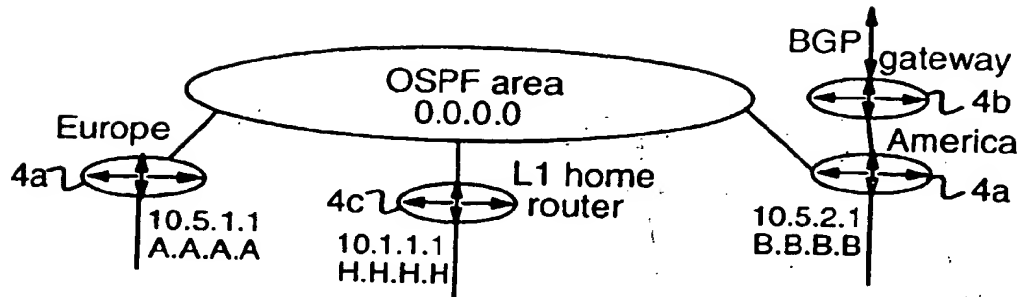 BGP
gateway
4b
OSPF area
0.0.0.0
Europe
4a
10.5.1.1
A.A.A.A
4c
L1 home
router
10.1.1.1
H.H.H.H
America
4a
10.5.2.1
B.B.B.B